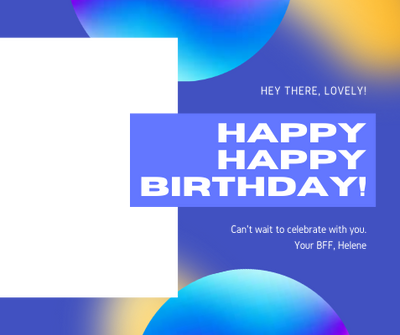 HEY THERE, LOVELY!
HAPPY
HAPPY
BIRTHDAY!
Can't wait to celebrate with you.
Your BFF, Helene